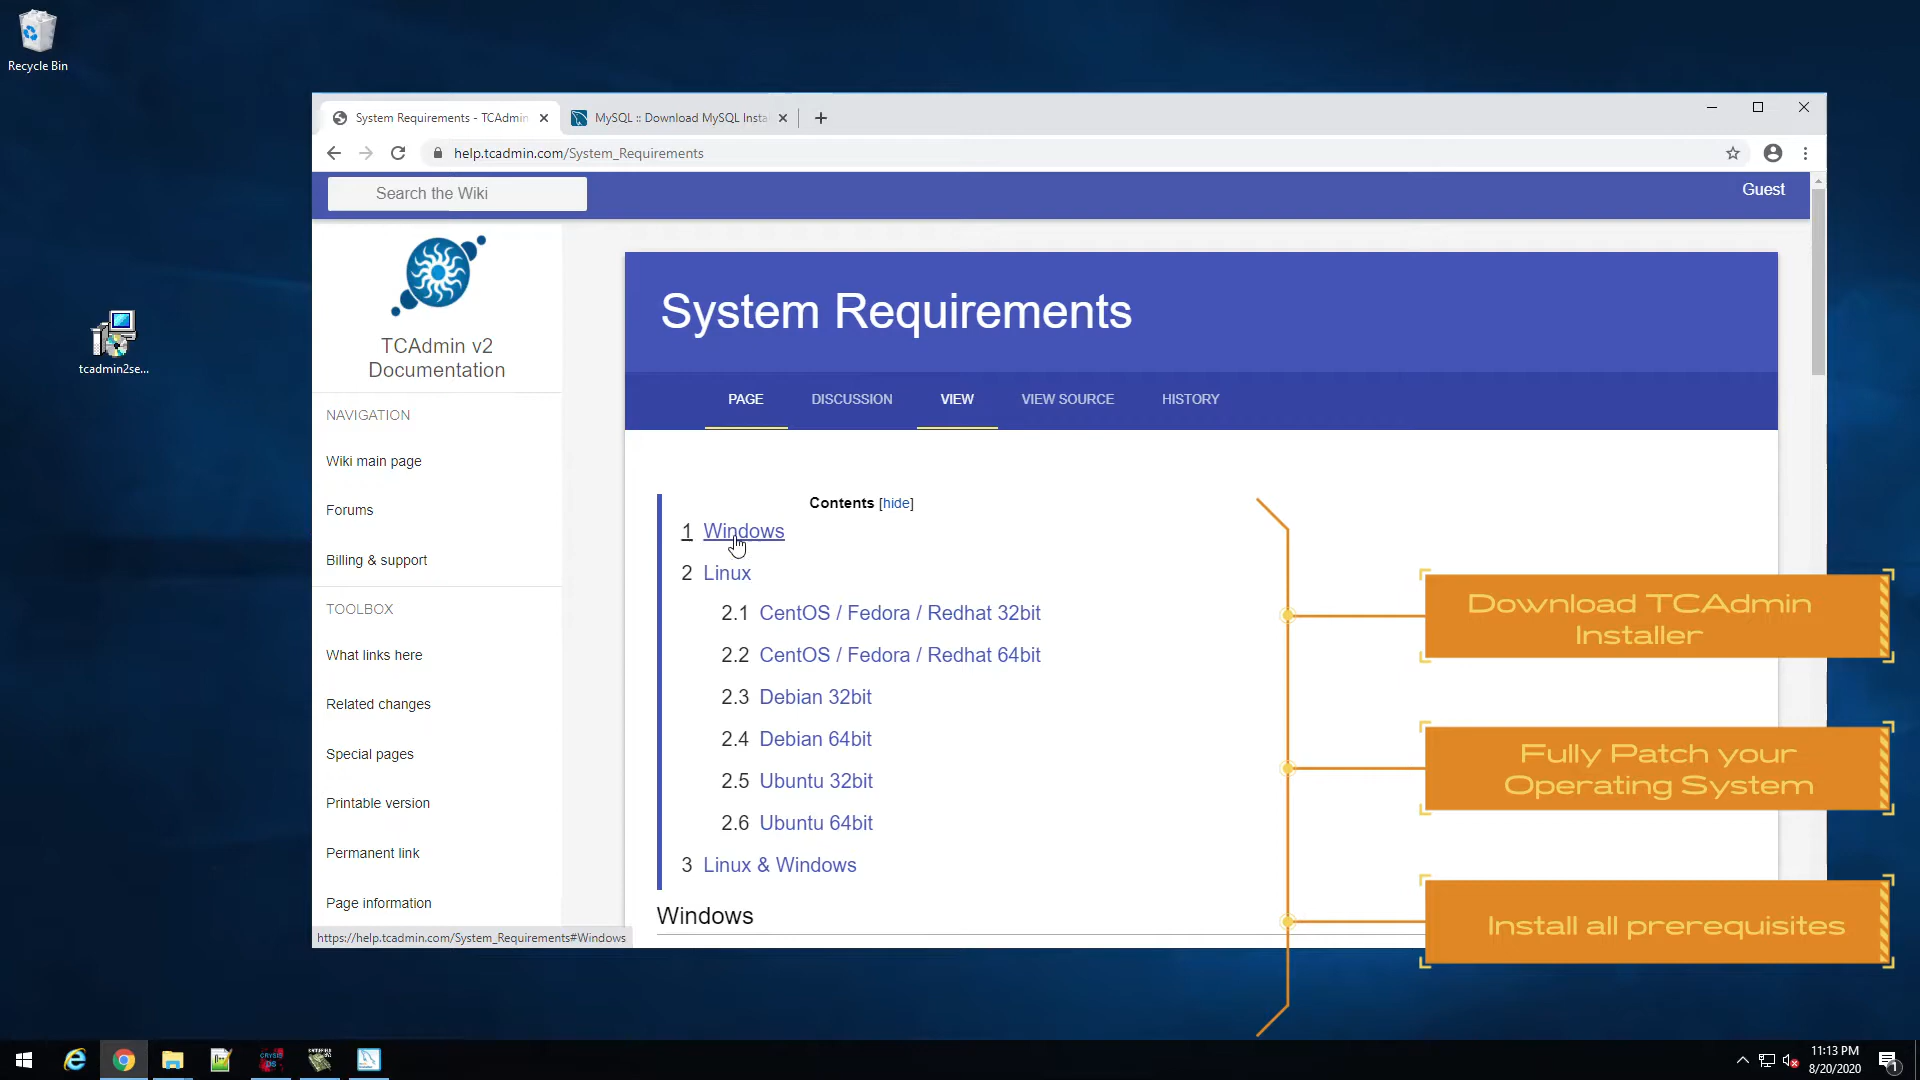 Recycle Bin
tcadmin2se...
System Requirements - TCAdmin
MySQL :: Download MySQL Insta
help.tcadmin.com/System_Requirements
Search the Wiki
Guest
TCAdmin v2
Documentation
NAVIGATION
Wiki main page
Forums
Billing & support
TOOLBOX
What links here
Related changes
Special pages
Printable version
Permanent link
Page information
System Requirements
PAGE
DISCUSSION
VIEW
VIEW SOURCE
HISTORY
Contents [hide]
1 Windows
2 Linux
2.1 CentOS / Fedora / Redhat 32bit
2.2 CentOS / Fedora / Redhat 64bit
2.3 Debian 32bit
2.4 Debian 64bit
2.5 Ubuntu 32bit
2.6 Ubuntu 64bit
3 Linux & Windows
Windows
https://help.tcadmin.com/System_Requirements#Windows
Download TCAdmin
Installer
Fully Patch your
Operating System
Install all prerequisites
11:13 PM
8/20/2020
1